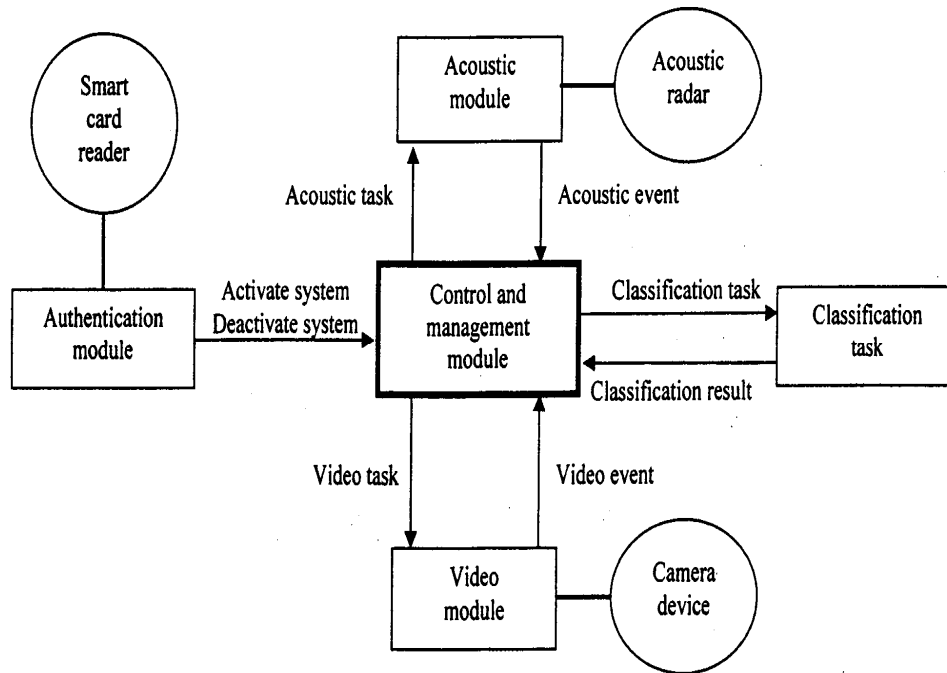 Smart
card
reader
Acoustic
module
Acoustic
radar
Acoustic task
Acoustic event
Authentication
module
Activate system
Deactivate system
Control and
management
module
Classification task
Classification result
Classification
task
Video task
Video event
Video
module
Camera
device